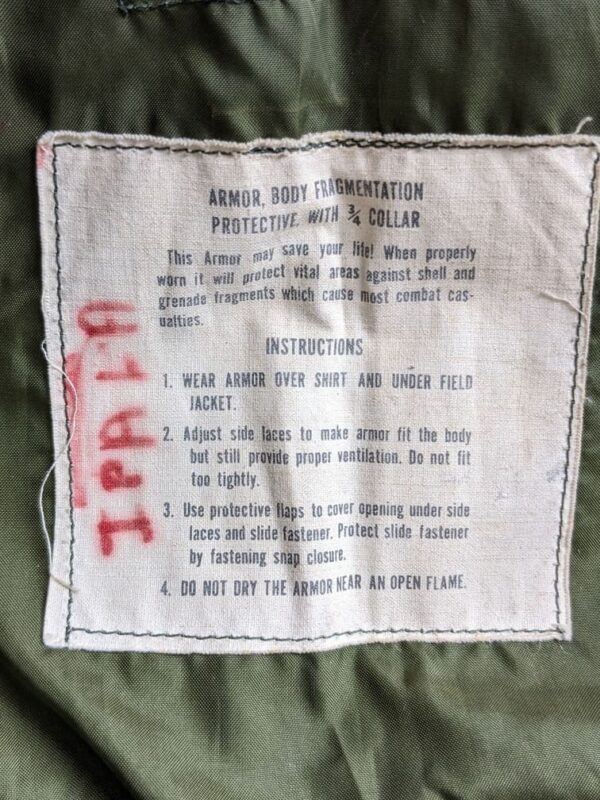 ARMOR, BODY FRAGMENTATION
PROTECTIVE, WITH ¾ COLLAR
This Armor may save your life! When properly
worn it will protect vital areas against shell and
grenade fragments which cause most combat cas-
ualties.
INSTRUCTIONS
1. WEAR ARMOR OVER SHIRT AND UNDER FIELD
JACKET.
2. Adjust side laces to make armor fit the body
but still provide proper ventilation. Do not fit
too tightly.
3. Use protective flaps to cover opening under side
laces and slide fastener. Protect slide fastener
by fastening snap closure.
4. DO NOT DRY THE ARMOR NEAR AN OPEN FLAME.